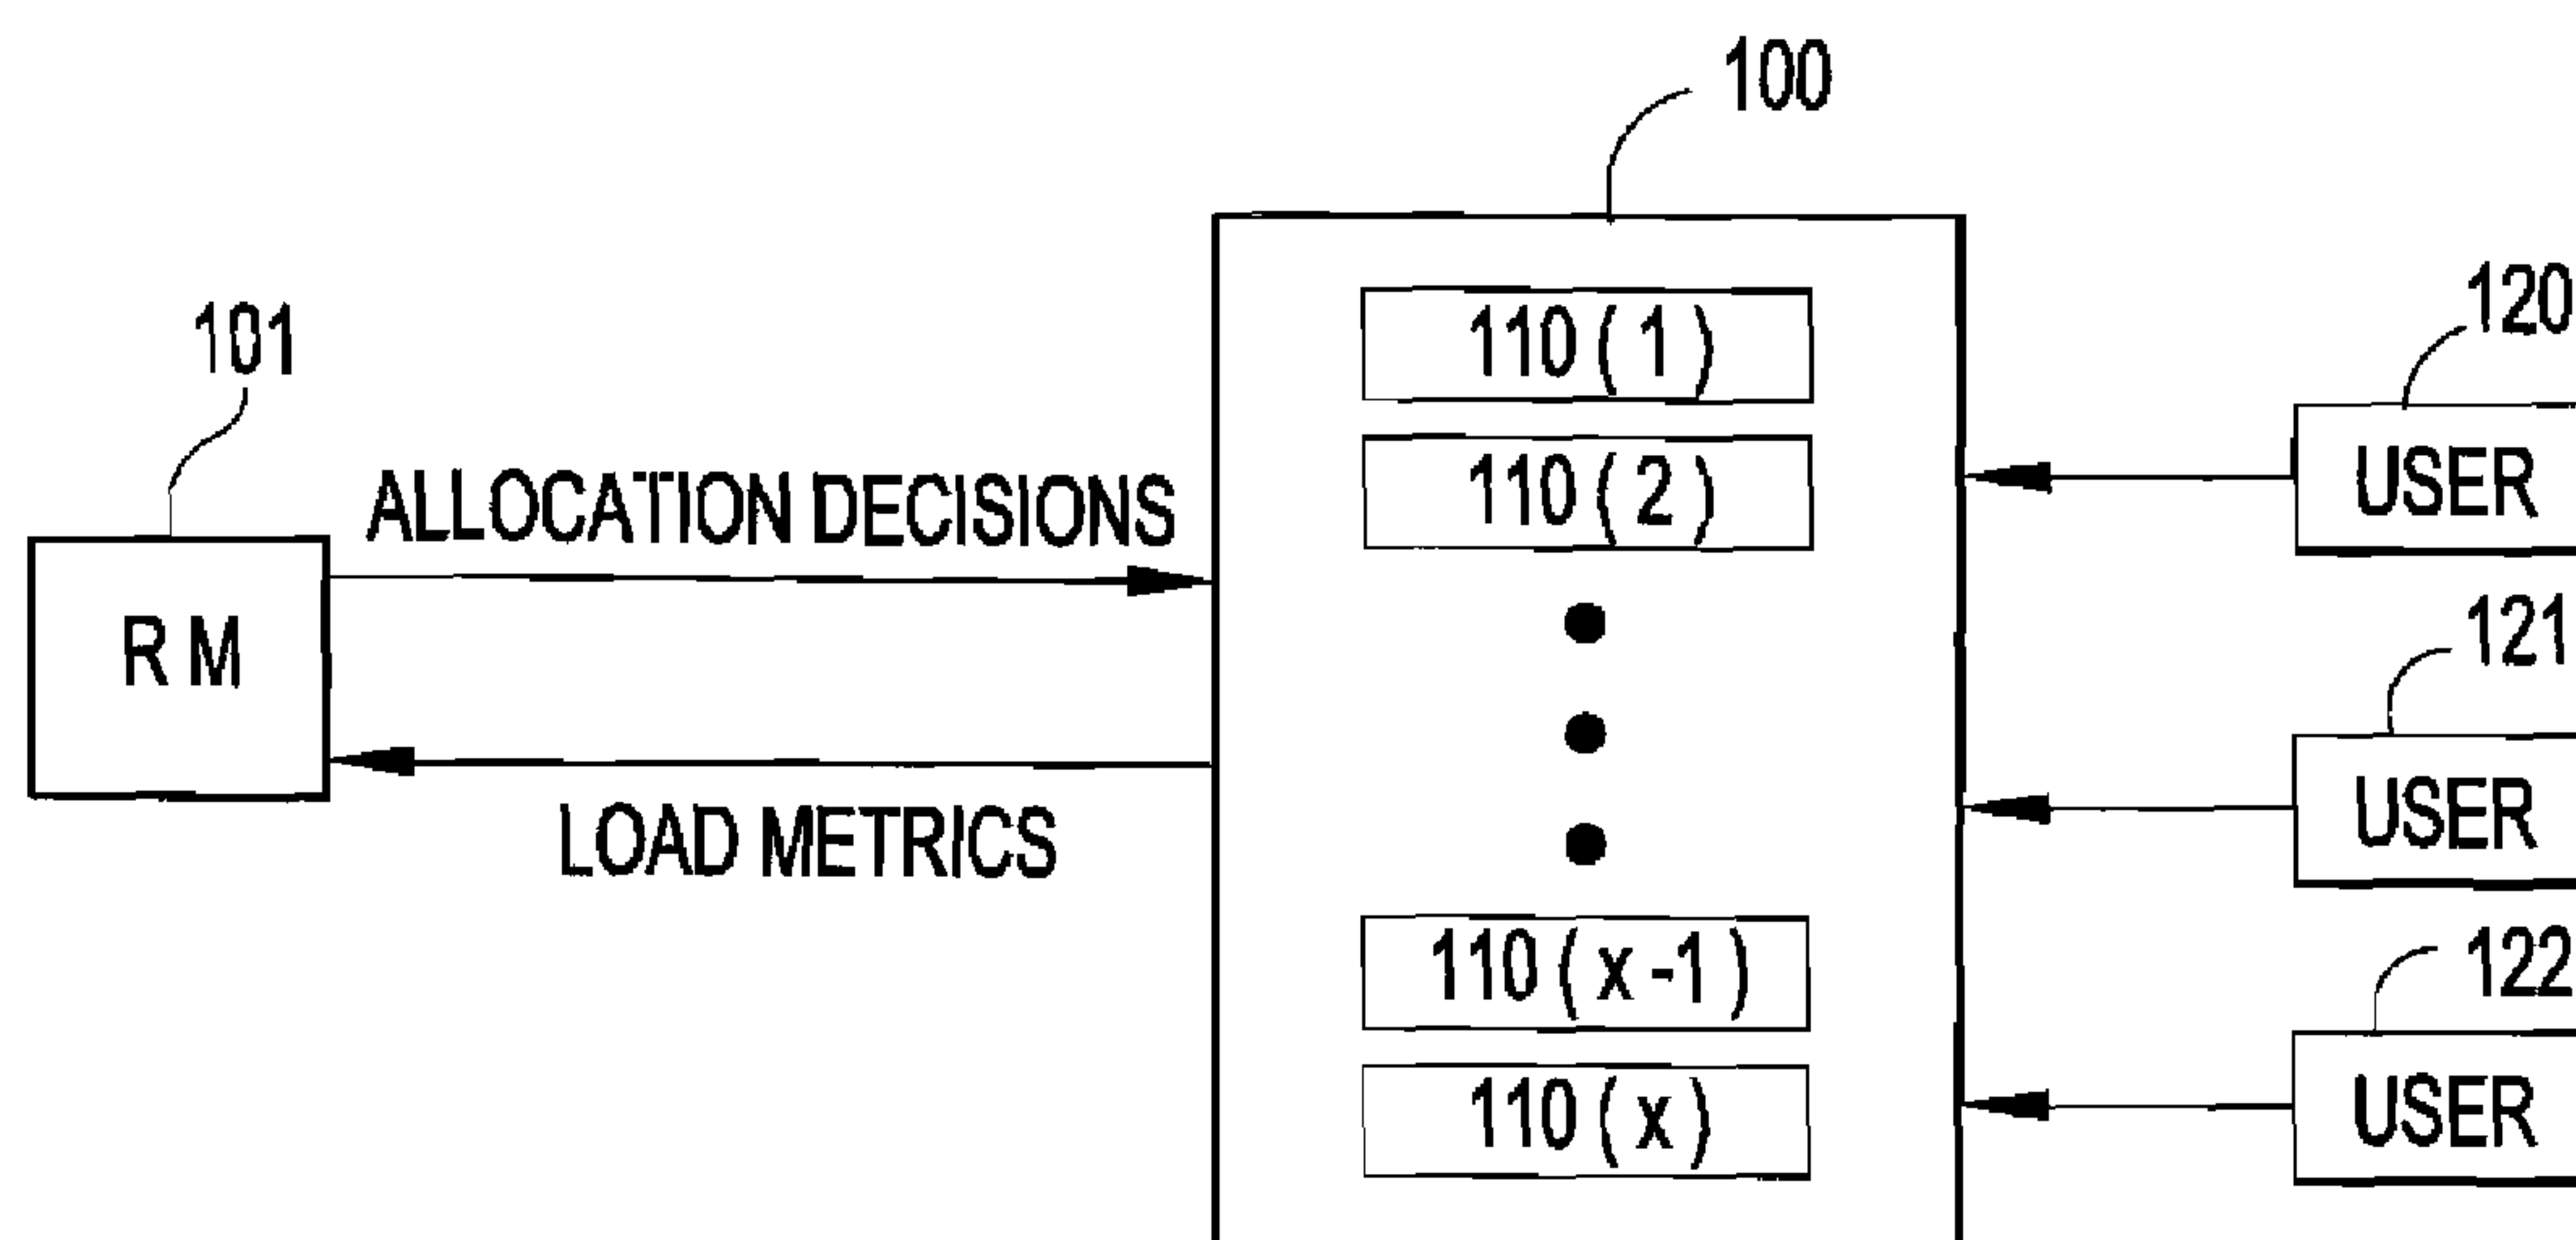 100
101
ALLOCATION DECISIONS
RM
LOAD METRICS
110 ( 1 )
110 ( 2 )
110 ( x -1 )
110 ( x )
120
USER
121
USER
122
USER